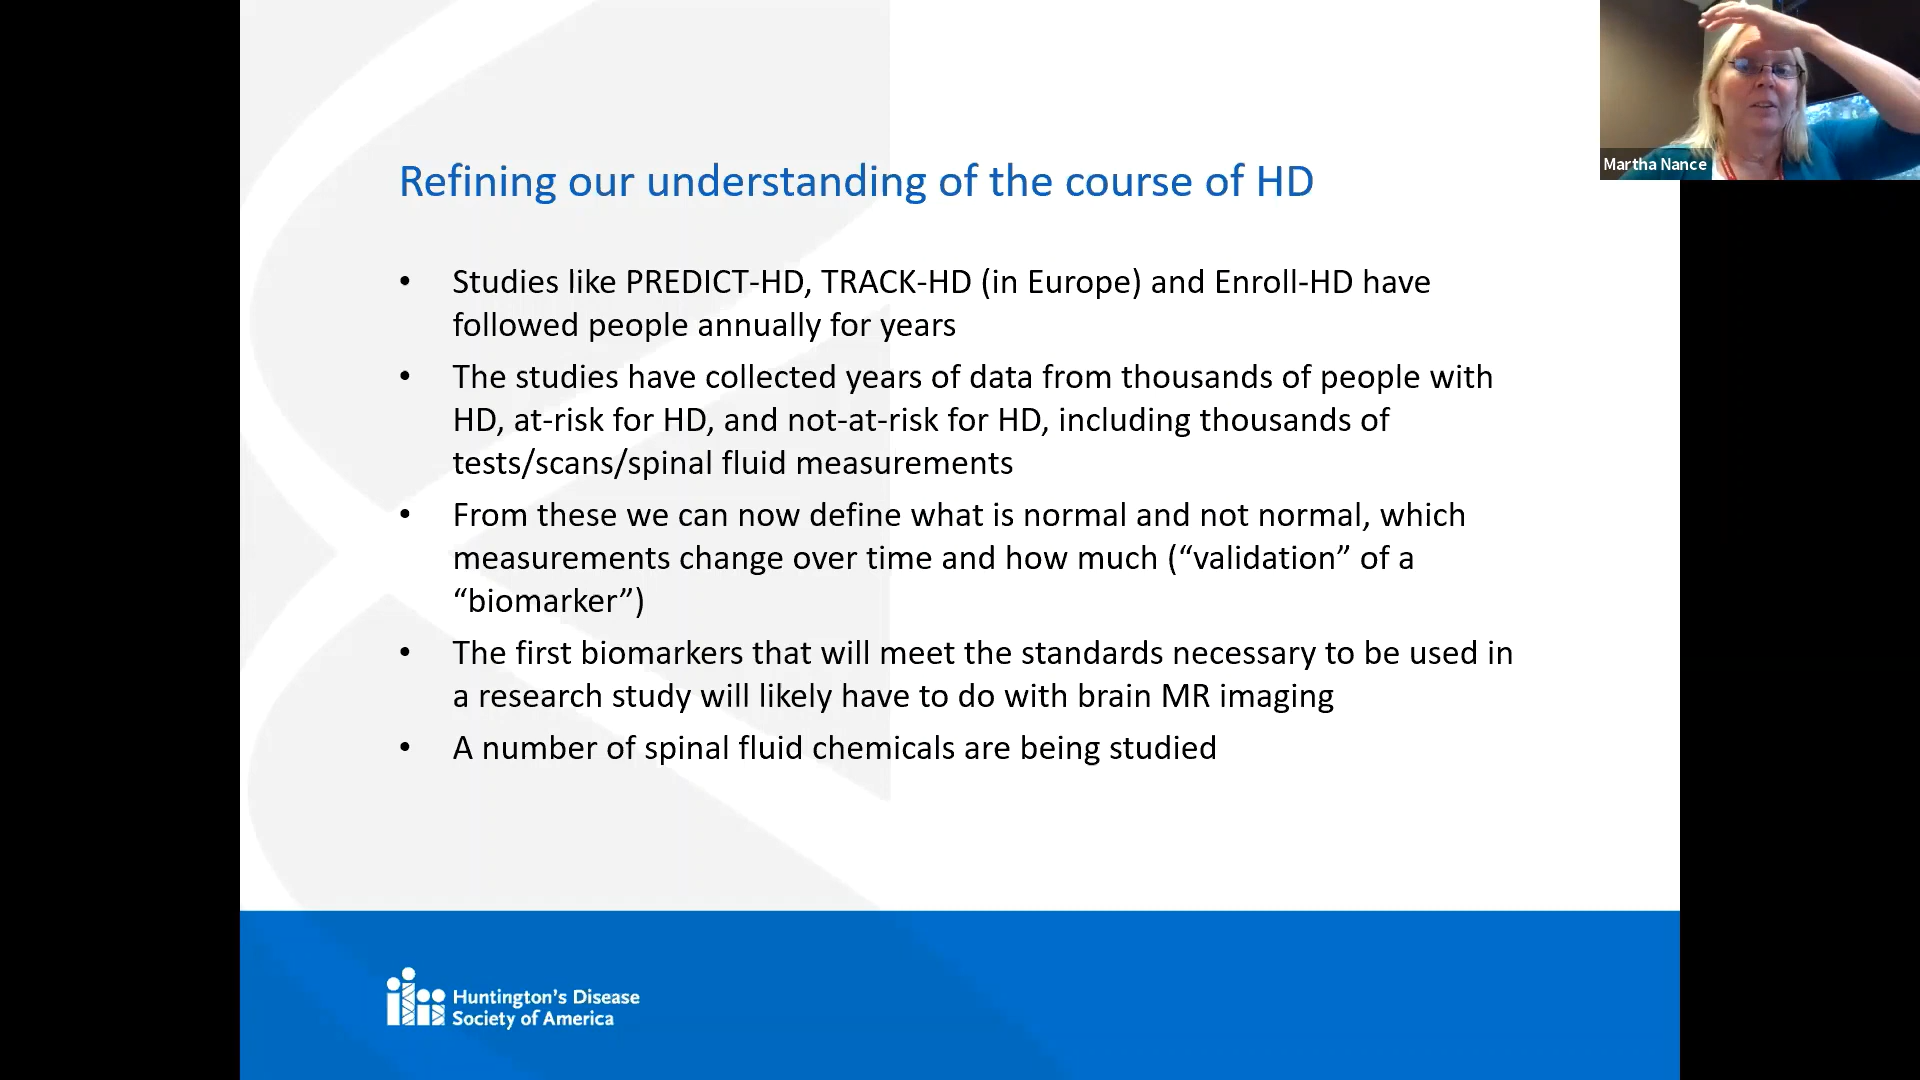 Martha Nance
Refining our understanding of the course of HD
• Studies like PREDICT-HD, TRACK-HD (in Europe) and Enroll-HD have
followed people annually for years
• The studies have collected years of data from thousands of people with
HD, at-risk for HD, and not-at-risk for HD, including thousands of
tests/scans/spinal fluid measurements
• From these we can now define what is normal and not normal, which
measurements change over time and how much (“validation” of a
“biomarker”)
• The first biomarkers that will meet the standards necessary to be used in
a research study will likely have to do with brain MR imaging
• A number of spinal fluid chemicals are being studied
Huntington's Disease
Society of America